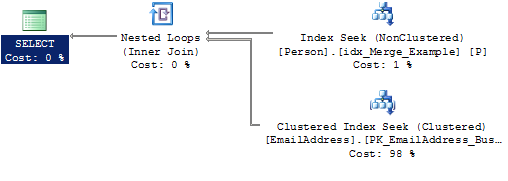 SELECT
Cost: 0 %
Nested Loops
(Inner Join)
Cost: 0 %
Index Seek (NonClustered)
[Person].[idx_Merge_Example] [P]
Cost: 1 %
Clustered Index Seek (Clustered)
[EmailAddress].[PK_EmailAddress_Bus…
Cost: 98 %